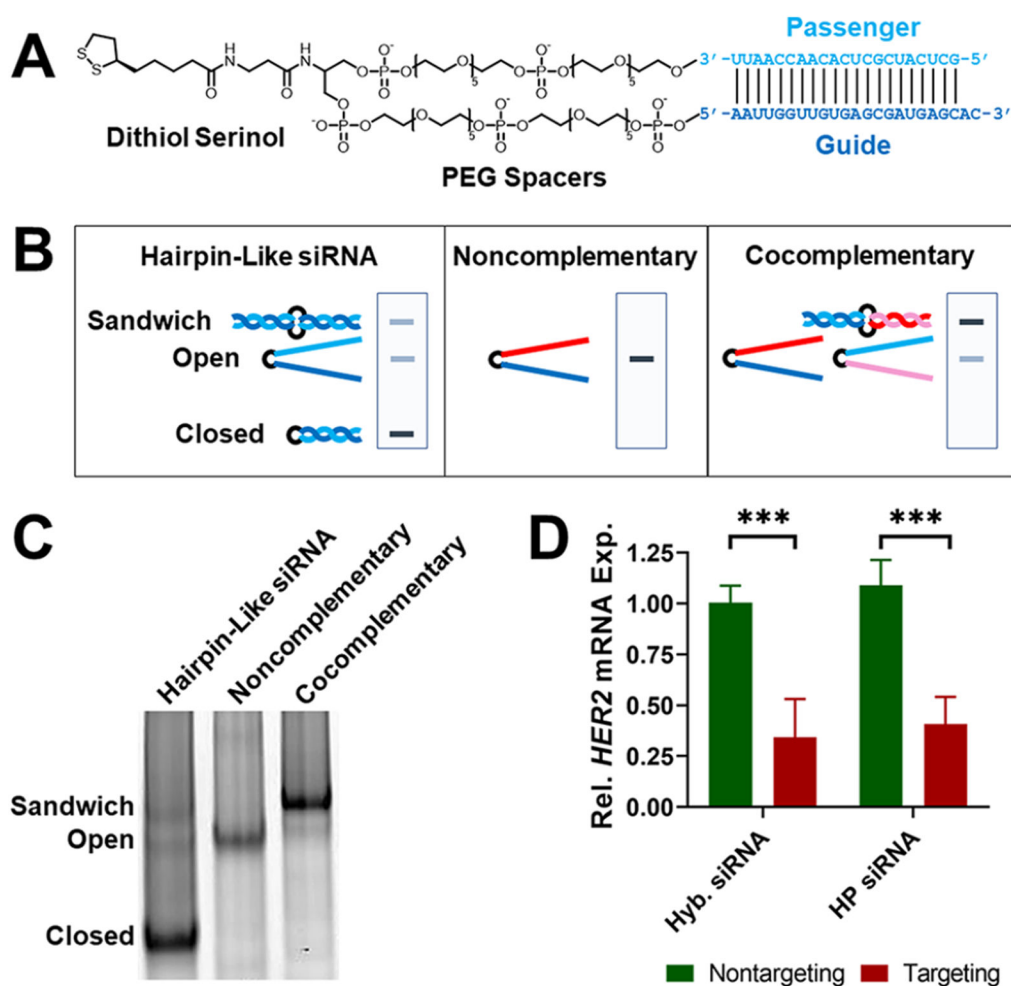 A
Passenger
3'-UUAACCAACACUCGCUACUCG-5'
5'-AAUUGGUUGUGAGCGAUGAGCAC-3'
Guide
Dithiol Serinol
PEG Spacers
S
S
O
H
N
O
H
N
O
O-
P
O
O
O
5
O-
P
O
O
O
5
O
O
O-
P
O
O
O
5
O-
P
O
O
O
5
O-
P
O
O
B
Hairpin-Like siRNA
Noncomplementary
Cocomplementary
Sandwich
Open
Closed
C
Hairpin-Like siRNA
Noncomplementary
Cocomplementary
Sandwich
Open
Closed
D
Rel. HER2 mRNA Exp.
1.25
1.00
0.75
0.50
0.25
0.00
***
***
Hyb. siRNA
HP siRNA
Nontargeting
Targeting